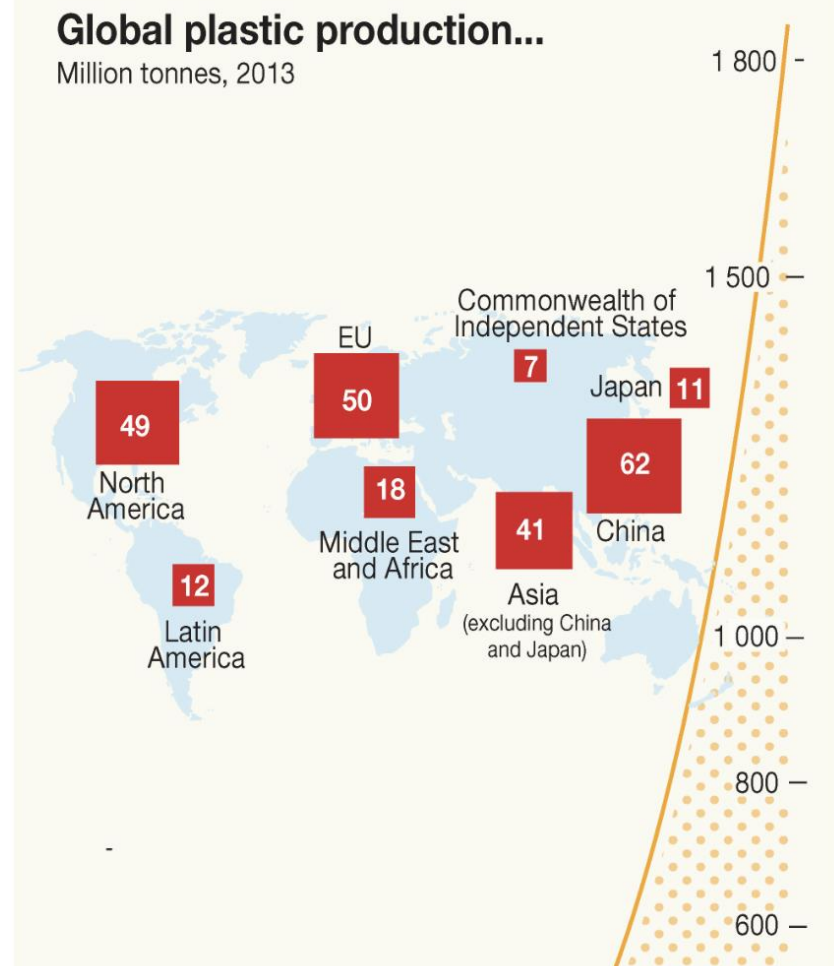 Global plastic production...
Million tonnes, 2013
1 800
1 500
Commonwealth of
Independent States
7
EU
50
Japan 11
49
North
America
62
China
18
Middle East
and Africa
41
Asia
(excluding China
and Japan)
12
Latin
America
1 000
800
600